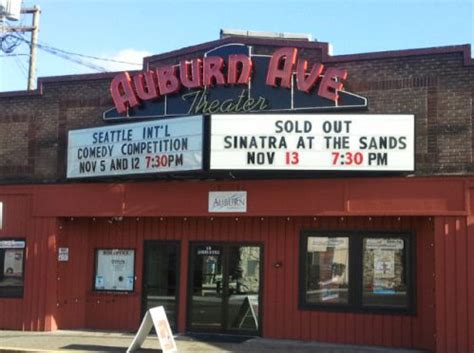 AUBURN AVE
Theater
SEATTLE INT'L
COMEDY COMPETITION
NOV 5 AND 12 7:30PM
SOLD OUT
SINATRA AT THE SANDS
NOV 13 7:30 PM
AUBURN